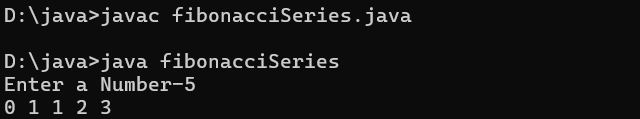 D:\java>javac fibonacciSeries.java
D:\java>java fibonacciSeries
Enter a Number-5
0 1 1 2 3